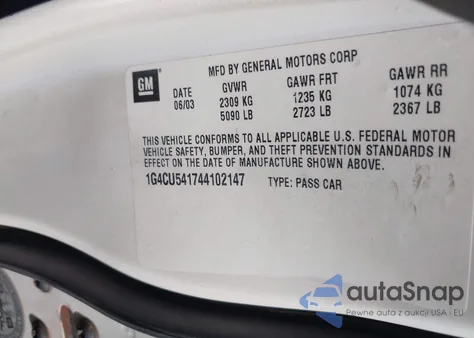 GM
MFD BY GENERAL MOTORS CORP
DATE GVWR GAWR FRT GAWR RR
06/03 2309 KG 1235 KG 1074 KG
5090 LB 2723 LB 2367 LB
THIS VEHICLE CONFORMS TO ALL APPLICABLE U.S. FEDERAL MOTOR
VEHICLE SAFETY, BUMPER, AND THEFT PREVENTION STANDARDS IN
EFFECT ON THE DATE OF MANUFACTURE SHOWN ABOVE.
1G4CU541744102147 TYPE: PASS CAR
autoSnap
Pewne auta z aukcji USA i EU